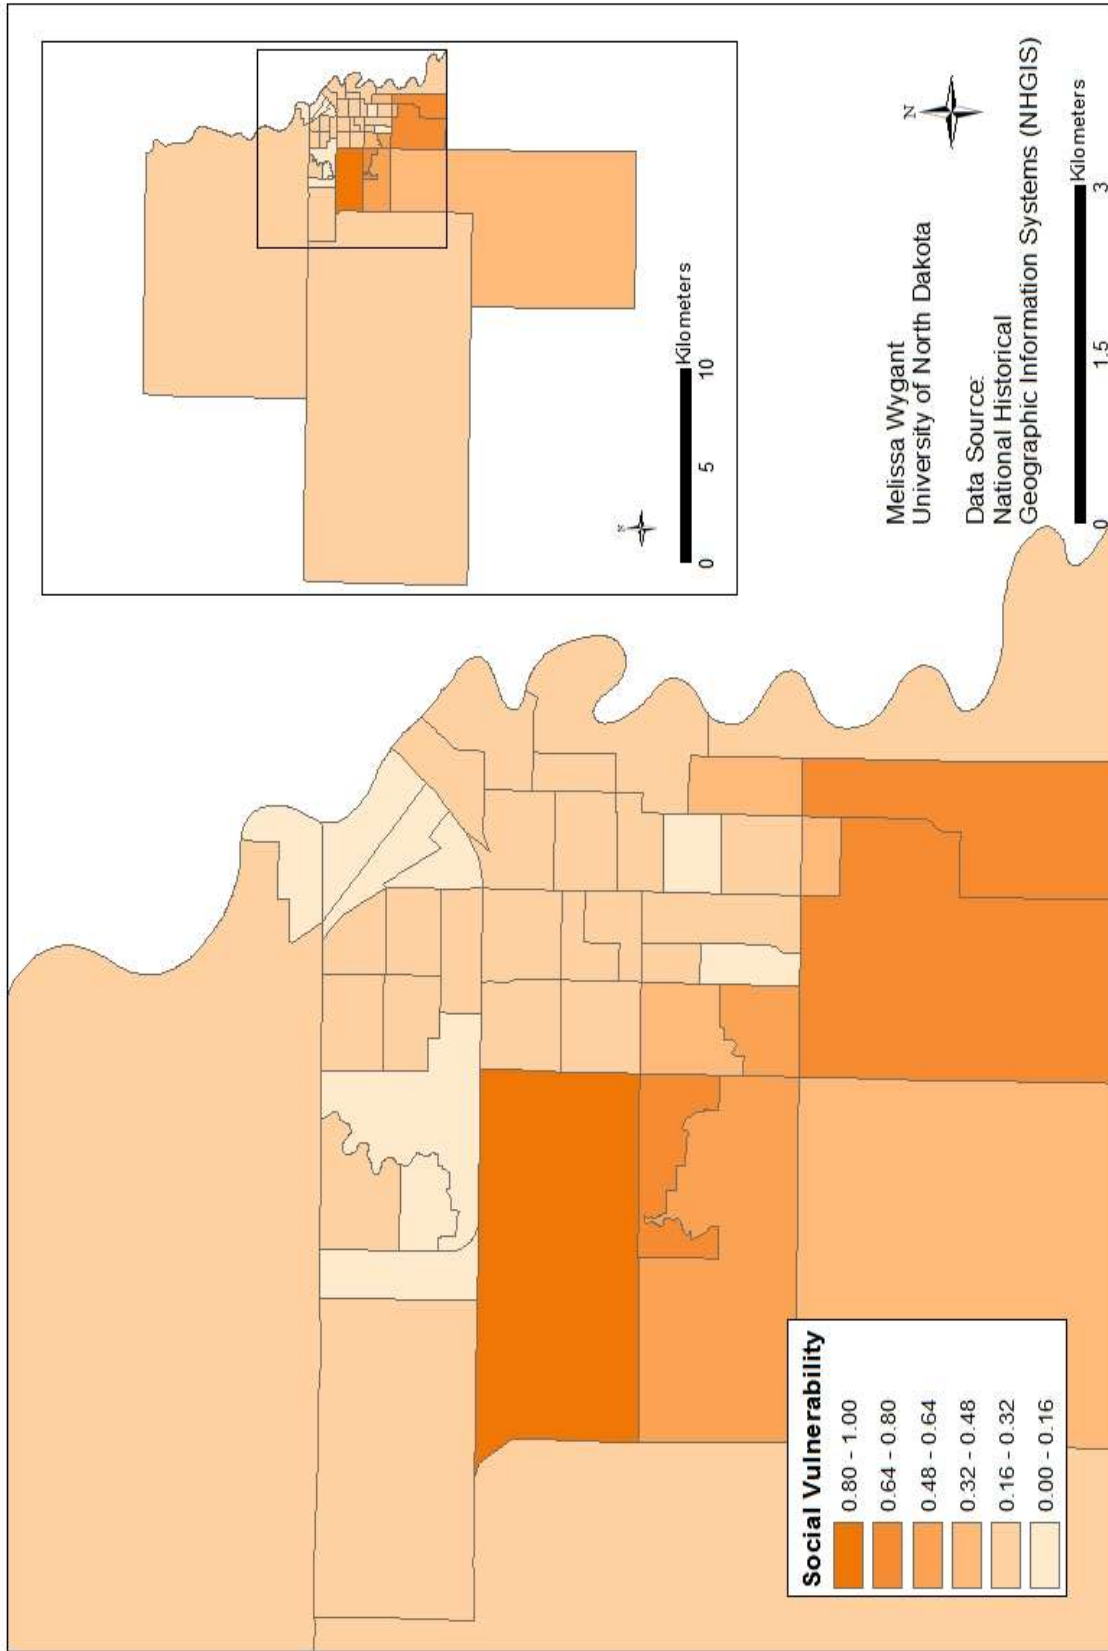 N
0
5
10
Kilometers
N
Melissa Wygant
University of North Dakota
Data Source:
National Historical
Geographic Information Systems (NHGIS)
0
1.5
3
Kilometers
Social Vulnerability
0.80 - 1.00
0.64 - 0.80
0.48 - 0.64
0.32 - 0.48
0.16 - 0.32
0.00 - 0.16